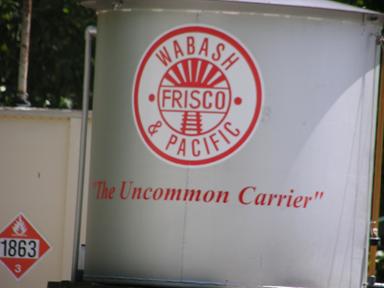 WABASH
FRISCO
& PACIFIC
"The Uncommon Carrier"
1863
3